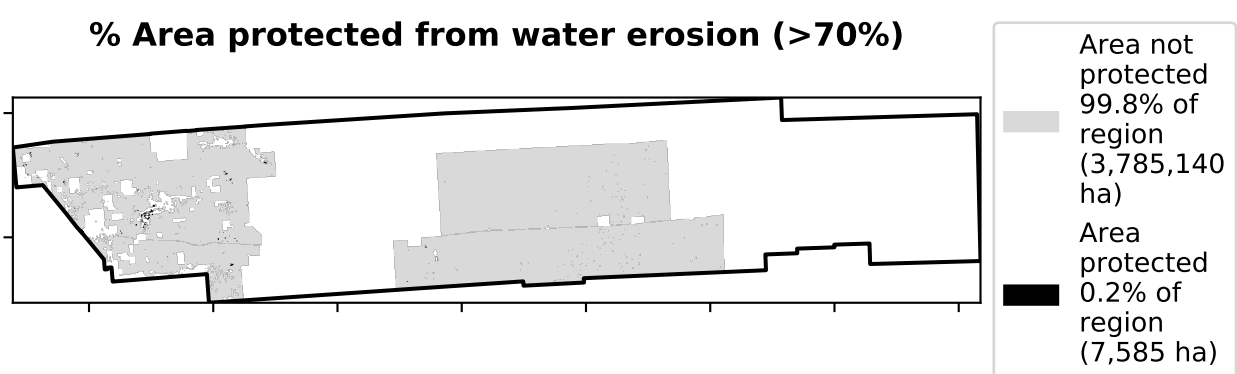 % Area protected from water erosion (>70%)
Area not
protected
99.8% of
region
(3,785,140
ha)
Area
protected
0.2% of
region
(7,585 ha)